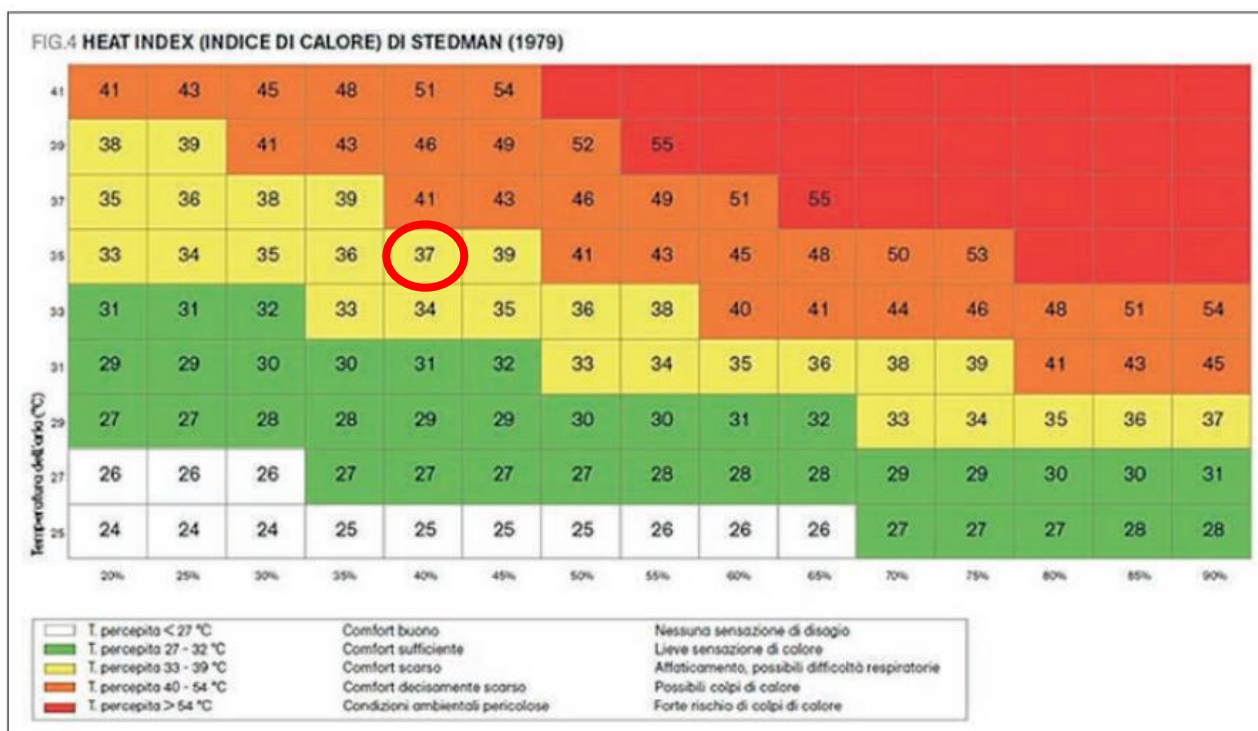 FIG.4 HEAT INDEX (INDICE DI CALORE) DI STEDMAN (1979)
41 41 43 45 48 51 54
39 38 39 41 43 46 49 52 55
37 35 36 38 39 41 43 46 49 51 55
35 33 34 35 36 37 39 41 43 45 48 50 53
33 31 31 32 33 34 35 36 38 40 41 44 46 48 51 54
31 29 29 30 30 31 32 33 34 35 36 38 39 41 43 45
29 27 27 28 28 29 29 30 30 31 32 33 34 35 36 37
27 26 26 26 27 27 27 27 28 28 28 29 29 30 30 31
25 24 24 24 25 25 25 25 26 26 26 27 27 27 28 28
Temperatura dell'aria (°C)
20% 25% 30% 35% 40% 45% 50% 55% 60% 65% 70% 75% 80% 85% 90%
T. percepita < 27 °C Comfort buono Nessuna sensazione di disagio
T. percepita 27 - 32 °C Comfort sufficiente Lieve sensazione di calore
T. percepita 33 - 39 °C Comfort scarso Affaticamento, possibili difficoltà respiratorie
T. percepita 40 - 54 °C Comfort decisamente scarso Possibili colpi di calore
T. percepita > 54 °C Condizioni ambientali pericolose Forte rischio di colpi di calore